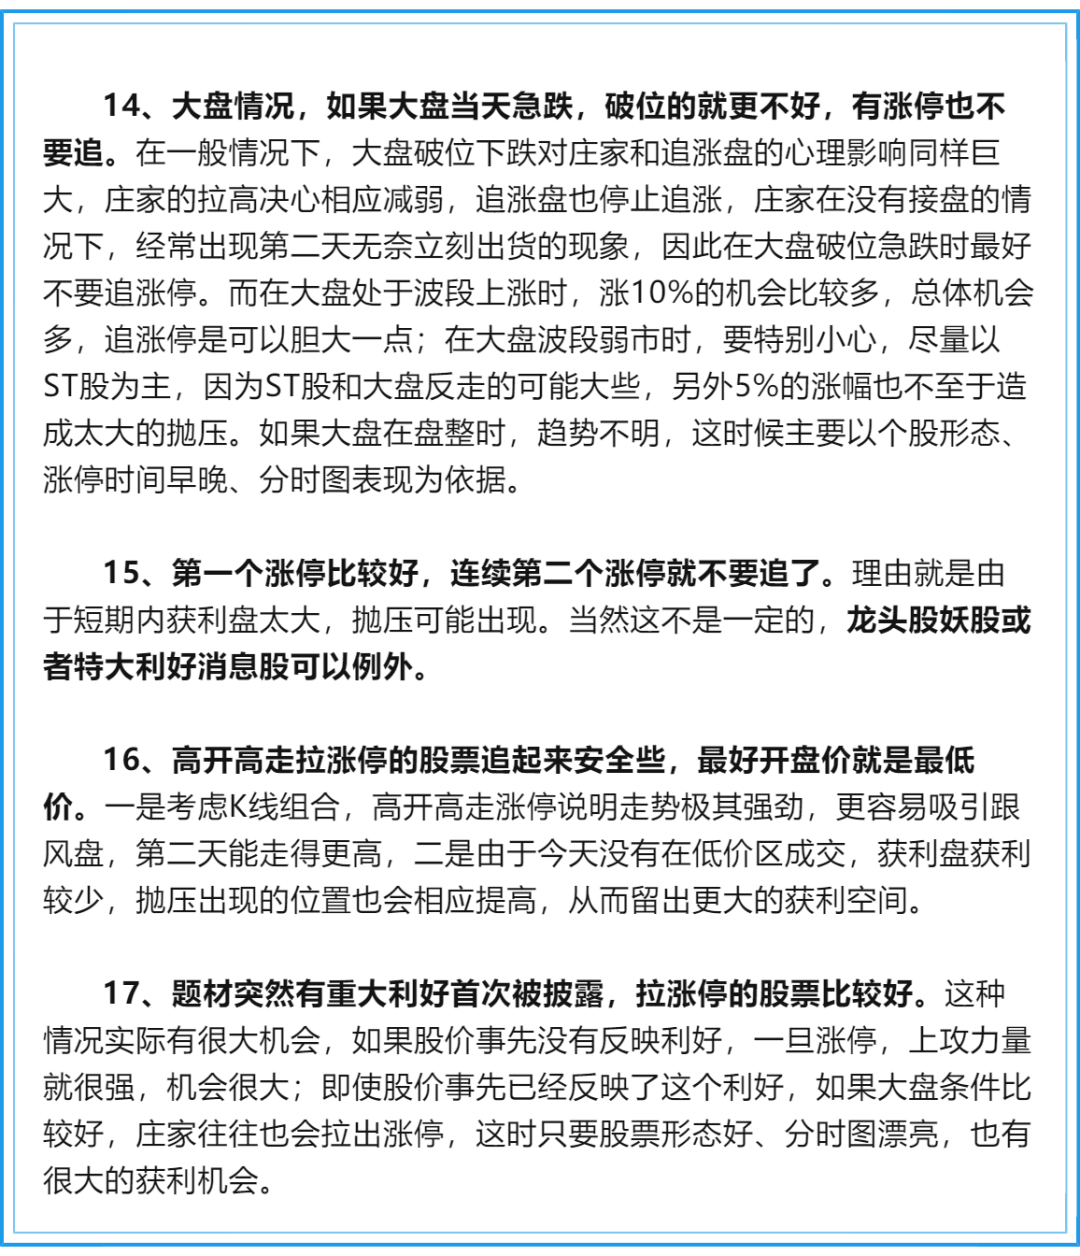 14、大盘情况，如果大盘当天急跌，破位的就更不好，有涨停也不
要追。在一般情况下，大盘破位下跌对庄家和追涨盘的心理影响同样巨
大，庄家的拉高决心相应减弱，追涨盘也停止追涨，庄家在没有接盘的情
况下，经常出现第二天无奈立刻出货的现象，因此在大盘破位急跌时最好
不要追涨停。而在大盘处于波段上涨时，涨10%的机会比较多，总体机会
多，追涨停是可以胆大一点；在大盘波段弱市时，要特别小心，尽量以
ST股为主，因为ST股和大盘反走的可能大些，另外5%的涨幅也不至于造
成太大的抛压。如果大盘在盘整时，趋势不明，这时候主要以个股形态、
涨停时间早晚、分时图表现为依据。
15、第一个涨停比较好，连续第二个涨停就不要追了。理由就是由
于短期内获利盘太大，抛压可能出现。当然这不是一定的，龙头股妖股或
者特大利好消息股可以例外。
16、高开高走拉涨停的股票追起来安全些，最好开盘价就是最低
价。一是考虑K线组合，高开高走涨停说明走势极其强劲，更容易吸引跟
风盘，第二天能走得更高，二是由于今天没有在低价区成交，获利盘获利
较少，抛压出现的位置也会相应提高，从而留出更大的获利空间。
17、题材突然有重大利好首次被披露，拉涨停的股票比较好。这种
情况实际有很大机会，如果股价事先没有反映利好，一旦涨停，上攻力量
就很强，机会很大；即使股价事先已经反映了这个利好，如果大盘条件比
较好，庄家往往也会拉出涨停，这时只要股票形态好、分时图漂亮，也有
很大的获利机会。